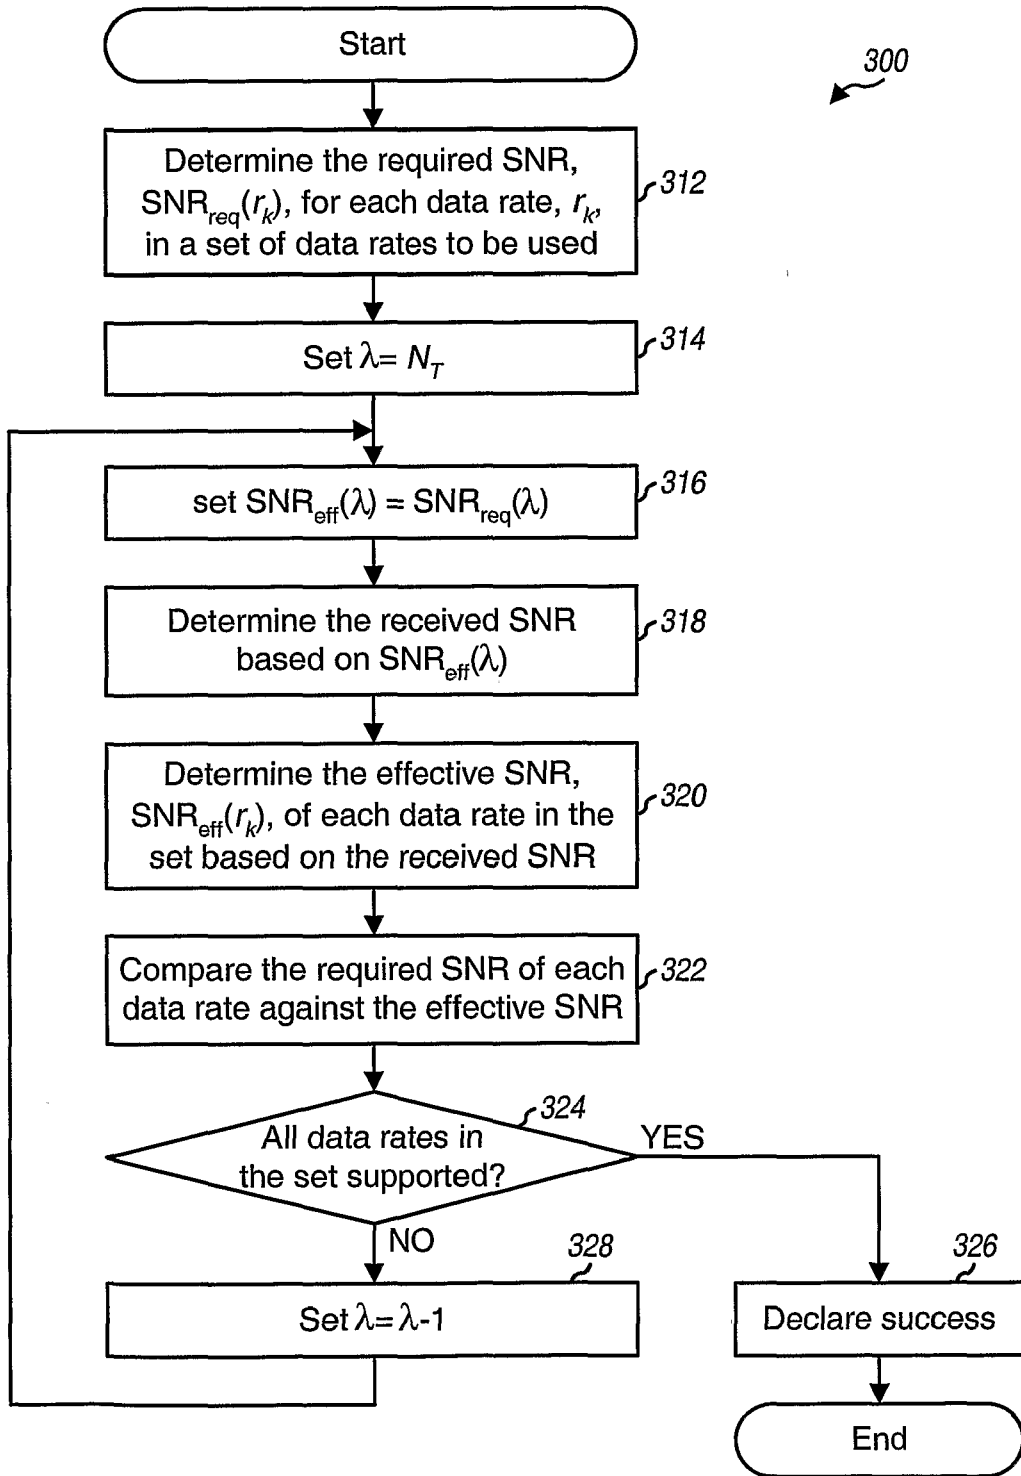 Start
300
Determine the required SNR,
SNRreq(rk), for each data rate, rk,
in a set of data rates to be used
312
Set λ= NT
314
set SNReff(λ) = SNRreq(λ)
316
Determine the received SNR
based on SNReff(λ)
318
Determine the effective SNR,
SNReff(rk), of each data rate in the
set based on the received SNR
320
Compare the required SNR of each
data rate against the effective SNR
322
All data rates in
the set supported?
324
YES
NO
328
Set λ= λ-1
326
Declare success
End